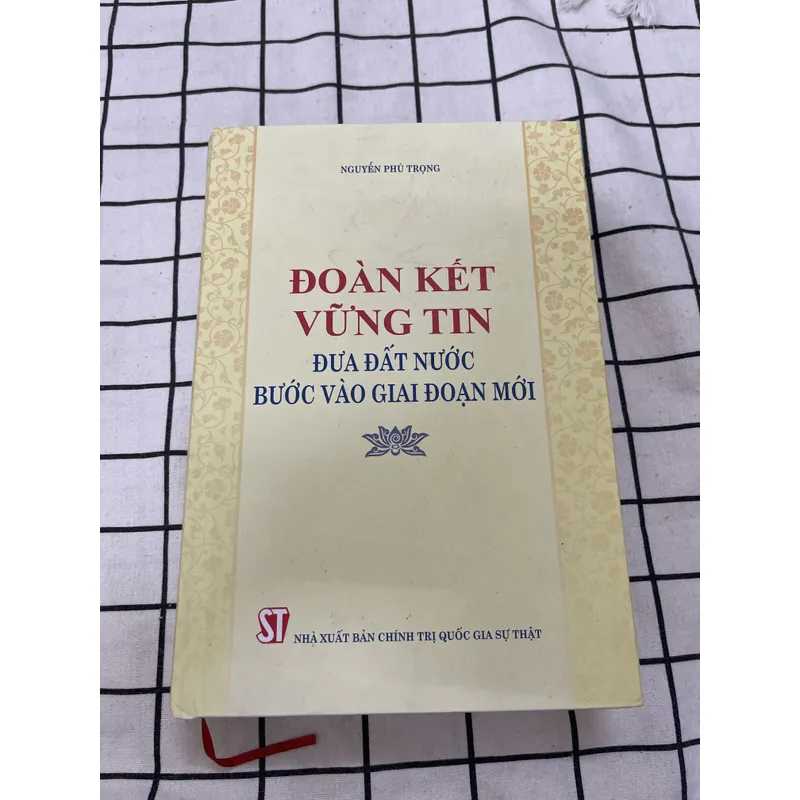 NGUYỄN PHÚ TRỌNG
ĐOÀN KẾT
VỮNG TIN
ĐƯA ĐẤT NƯỚC
BƯỚC VÀO GIAI ĐOẠN MỚI
ST
NHÀ XUẤT BẢN CHÍNH TRỊ QUỐC GIA SỰ THẬT